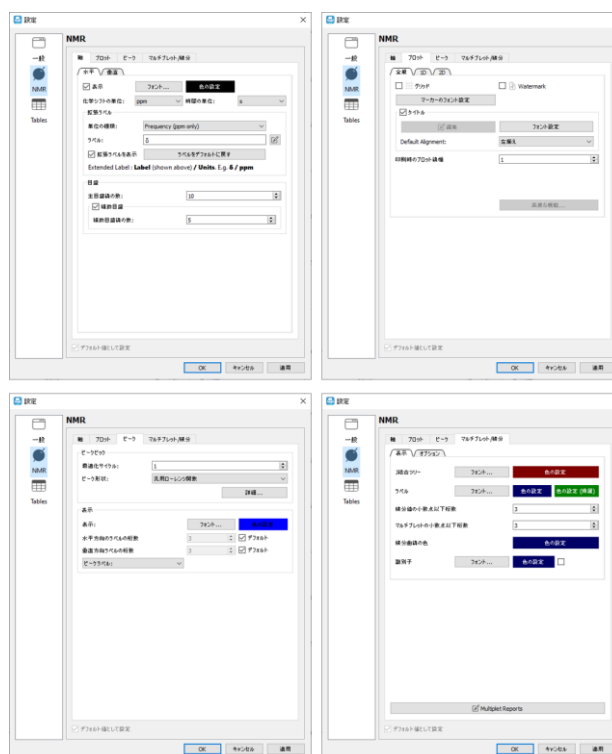 設定
NMR
一般
NMR
Tables
軸 プロット ピーク マルチプレット/積分
水平 垂直
表示 フォント... 色の設定
化学シフトの単位: ppm 時間の単位: s
拡張ラベル
単位の種類: Frequency (ppm only)
ラベル: δ
拡張ラベルを表示 ラベルをデフォルトに戻す
Extended Label : Label (shown above) / Units. E.g. δ / ppm
目盛
主目盛線の数: 10
補助目盛
補助目盛線の数: 5
デフォルト値として設定
OK キャンセル 適用
設定
NMR
一般
NMR
Tables
軸 プロット ピーク マルチプレット/積分
全般 1D 2D
グリッド Watermark
マーカーのフォント設定
タイトル
編集 フォント設定
Default Alignment: 左揃え
印刷時のプロット線幅 1
高度な機能...
デフォルト値として設定
OK キャンセル 適用
設定
NMR
一般
NMR
Tables
軸 プロット ピーク マルチプレット/積分
ピークピック
最適化サイクル: 1
ピーク形状: 汎用ローレンツ関数
詳細...
表示
表示: フォント... 色の設定
水平方向のラベルの桁数 3 デフォルト
垂直方向ラベルの桁数 3 デフォルト
ピークラベル:
デフォルト値として設定
OK キャンセル 適用
設定
NMR
一般
NMR
Tables
軸 プロット ピーク マルチプレット/積分
表示 オプション
J結合ツリー フォント... 色の設定
ラベル フォント... 色の設定 色の設定 (帰属)
積分値の小数点以下桁数 3
マルチプレットの小数点以下桁数 3
積分曲線の色 色の設定
識別子 フォント... 色の設定
Multiplet Reports
デフォルト値として設定
OK キャンセル 適用